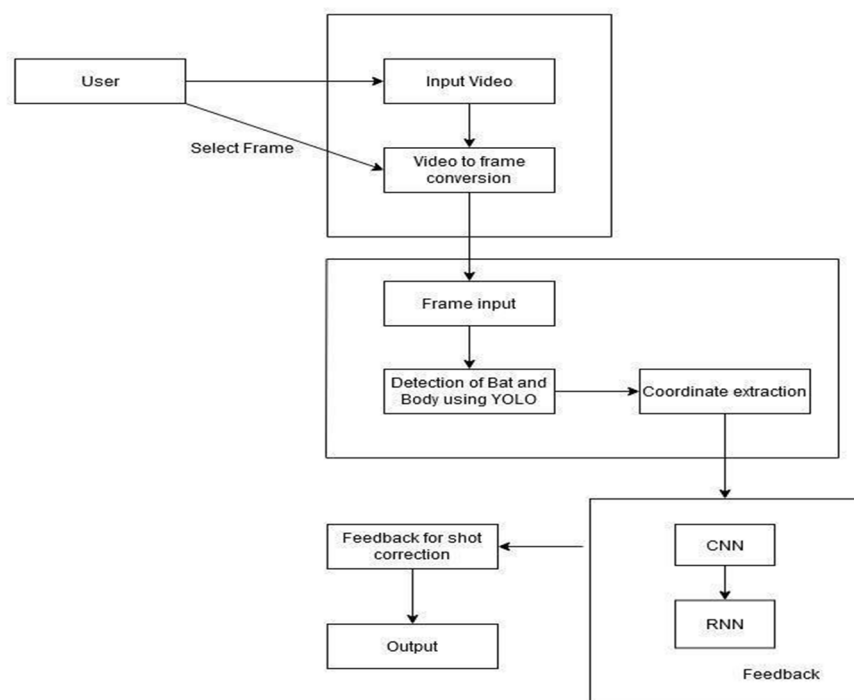 User
Input Video
Select Frame
Video to frame
conversion
Frame input
Detection of Bat and
Body using YOLO
Coordinate extraction
Feedback for shot
correction
CNN
RNN
Output
Feedback